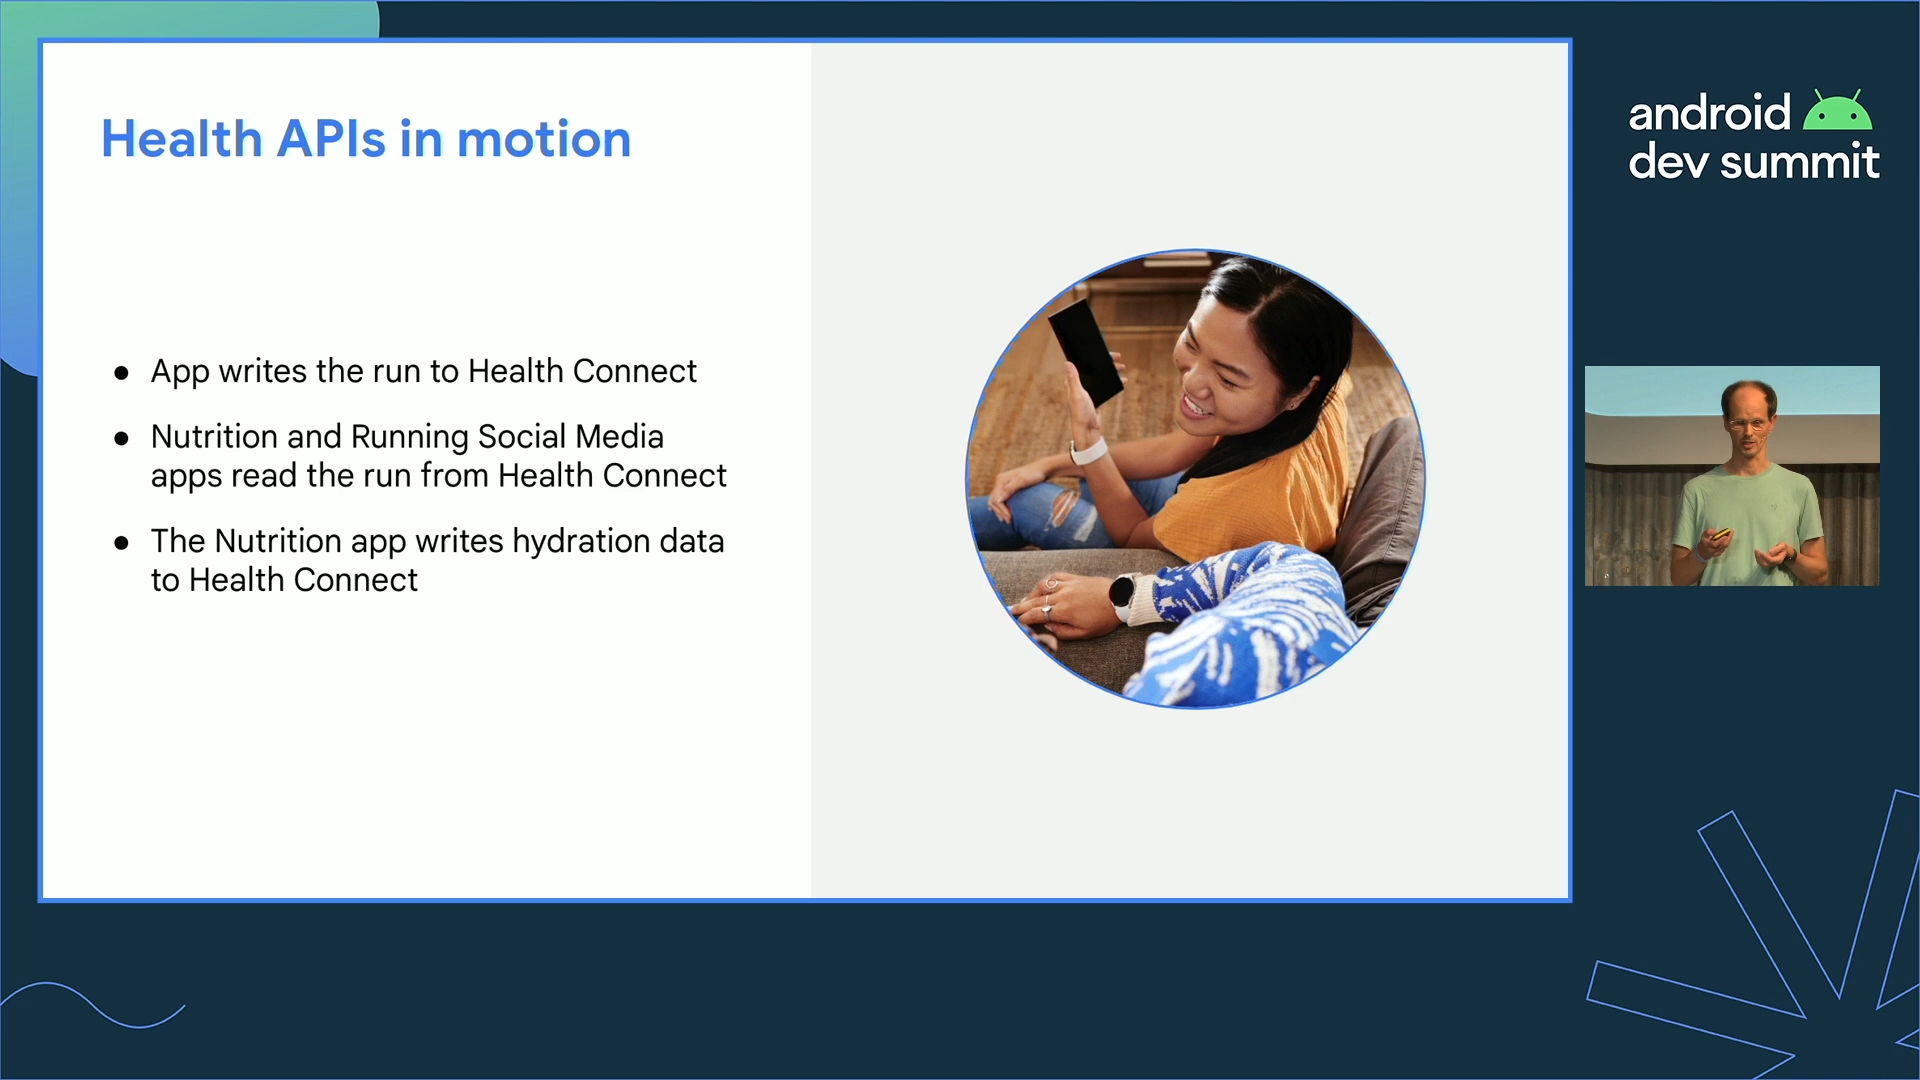 Health APIs in motion
● App writes the run to Health Connect
● Nutrition and Running Social Media
apps read the run from Health Connect
● The Nutrition app writes hydration data
to Health Connect
android
dev summit